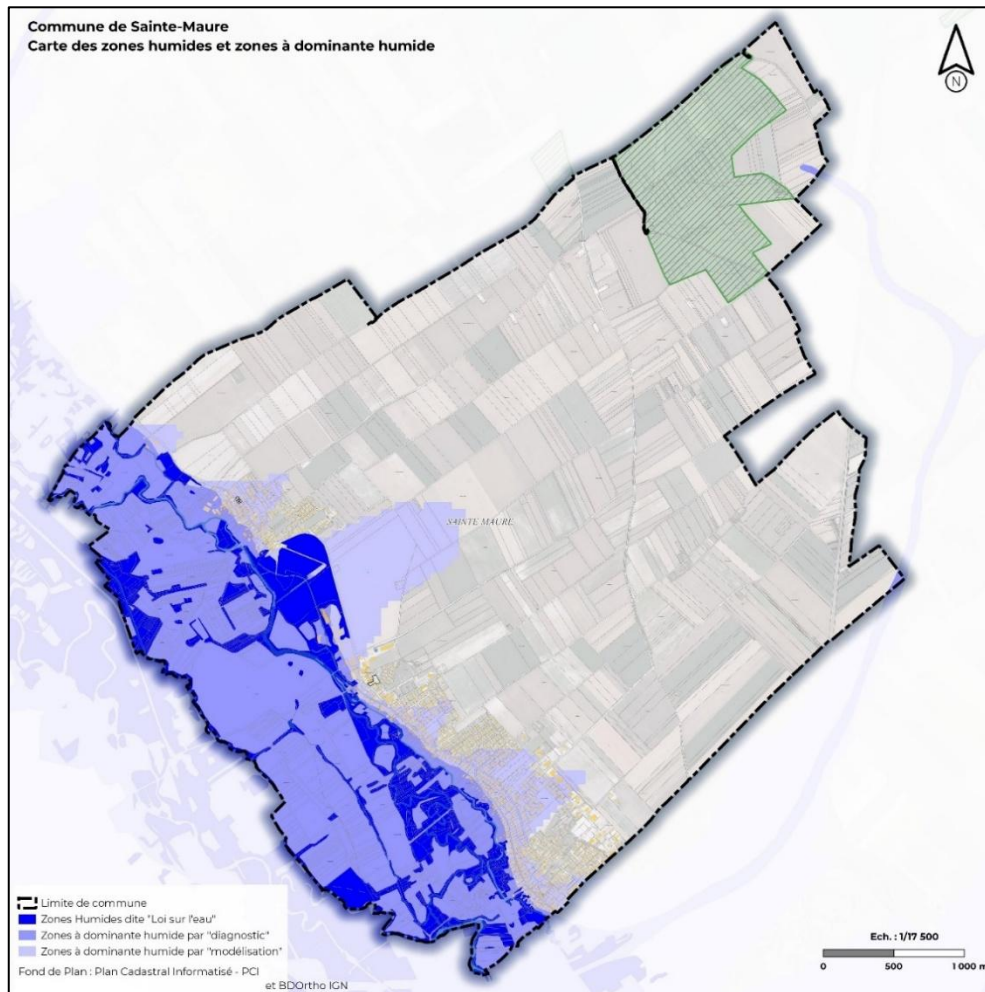 Commune de Sainte-Maure
Carte des zones humides et zones à dominante humide
N
SAINTE MAURE
Limite de commune
Zones Humides dite "Loi sur l'eau"
Zones à dominante humide par "diagnostic"
Zones à dominante humide par "modélisation"
Fond de Plan : Plan Cadastral Informatisé - PCI
et BDOrtho IGN
Ech. : 1/17 500
0 500 1 000 m